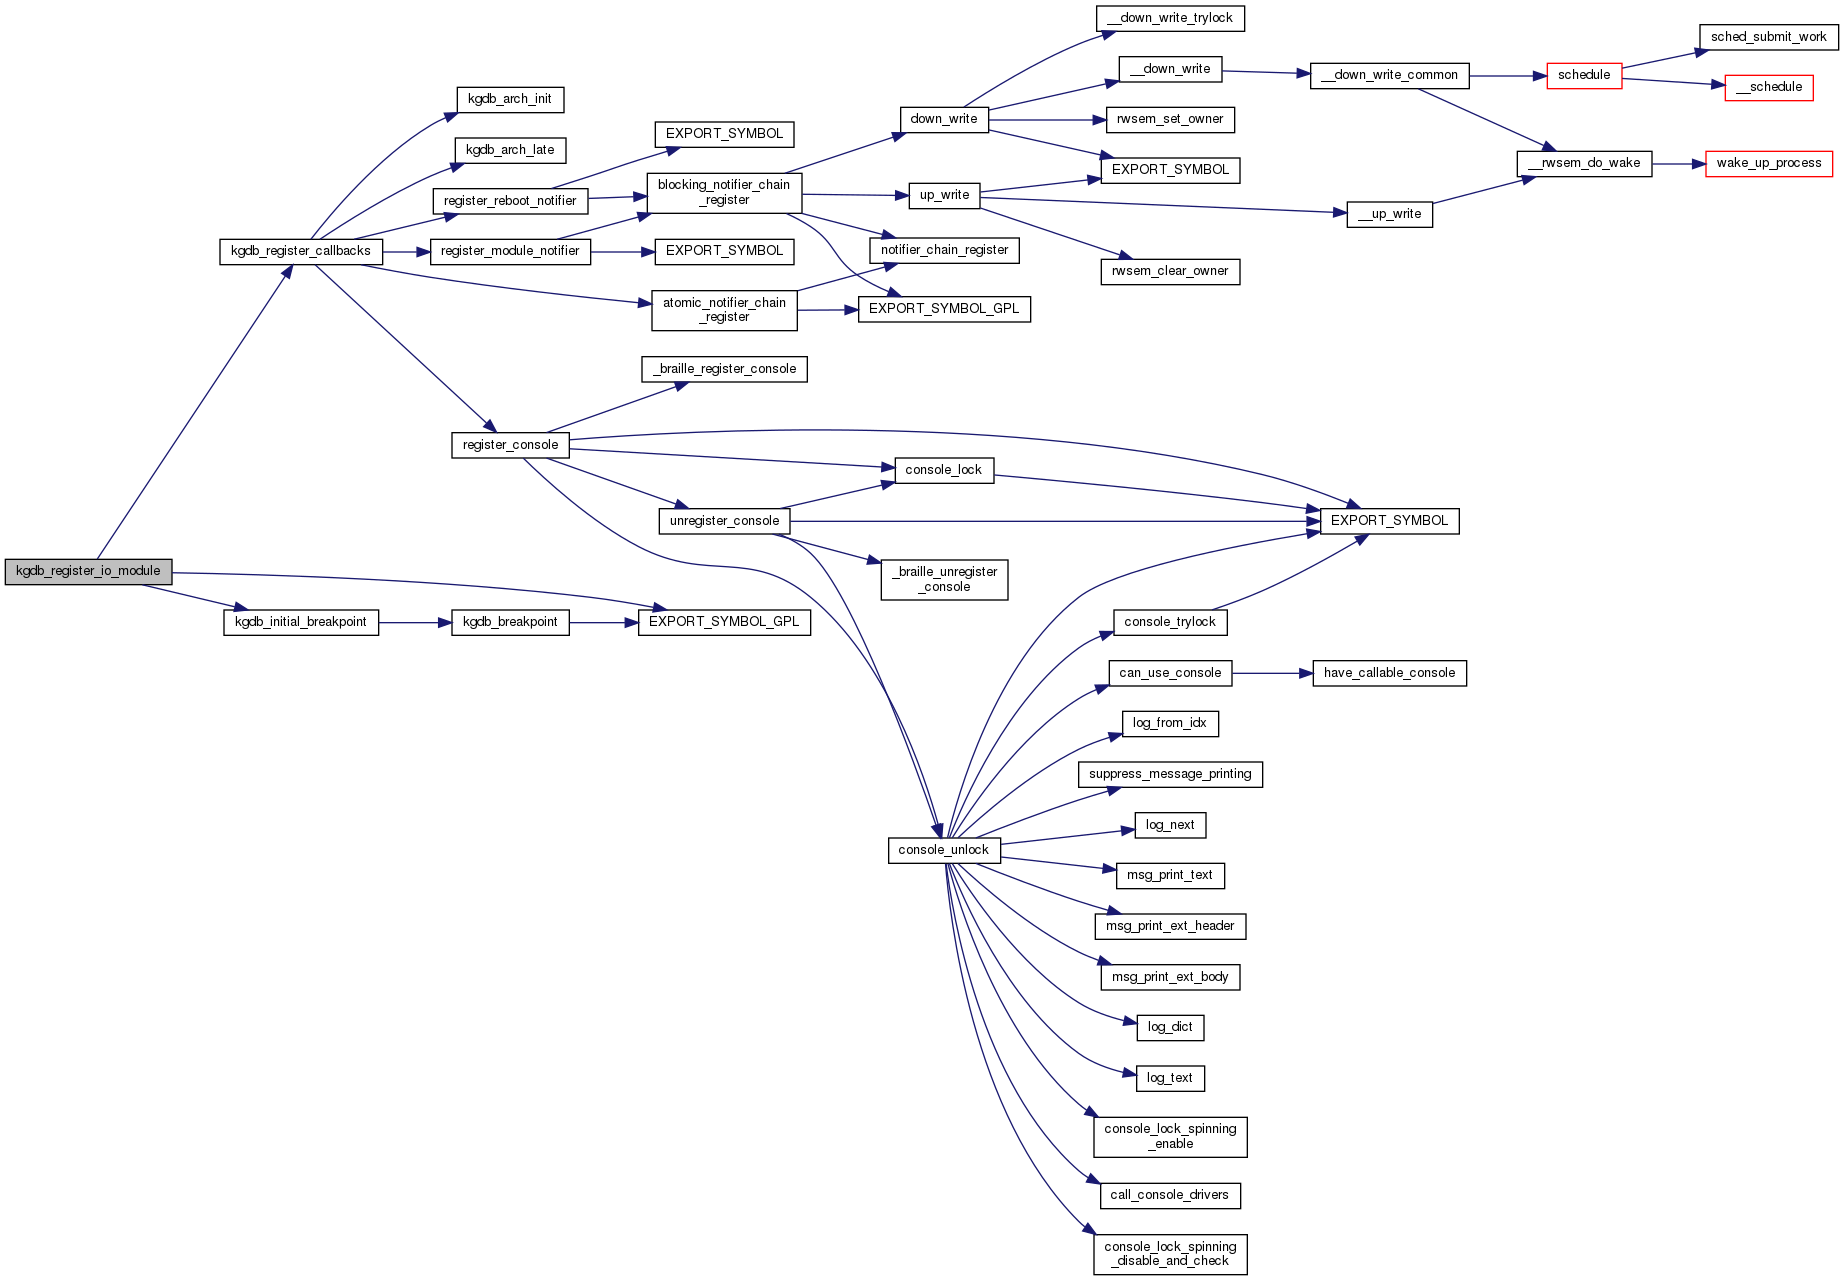 __down_write_trylock
sched_submit_work
__down_write
__down_write_common
schedule
__schedule
kgdb_arch_init
down_write
rwsem_set_owner
EXPORT_SYMBOL
kgdb_arch_late
__rwsem_do_wake
wake_up_process
EXPORT_SYMBOL
blocking_notifier_chain
_register
register_reboot_notifier
up_write
__up_write
kgdb_register_callbacks
register_module_notifier
EXPORT_SYMBOL
notifier_chain_register
rwsem_clear_owner
atomic_notifier_chain
_register
EXPORT_SYMBOL_GPL
_braille_register_console
register_console
console_lock
unregister_console
EXPORT_SYMBOL
kgdb_register_io_module
_braille_unregister
_console
kgdb_initial_breakpoint
kgdb_breakpoint
EXPORT_SYMBOL_GPL
console_trylock
can_use_console
have_callable_console
log_from_idx
suppress_message_printing
log_next
console_unlock
msg_print_text
msg_print_ext_header
msg_print_ext_body
log_dict
log_text
console_lock_spinning
_enable
call_console_drivers
console_lock_spinning
_disable_and_check